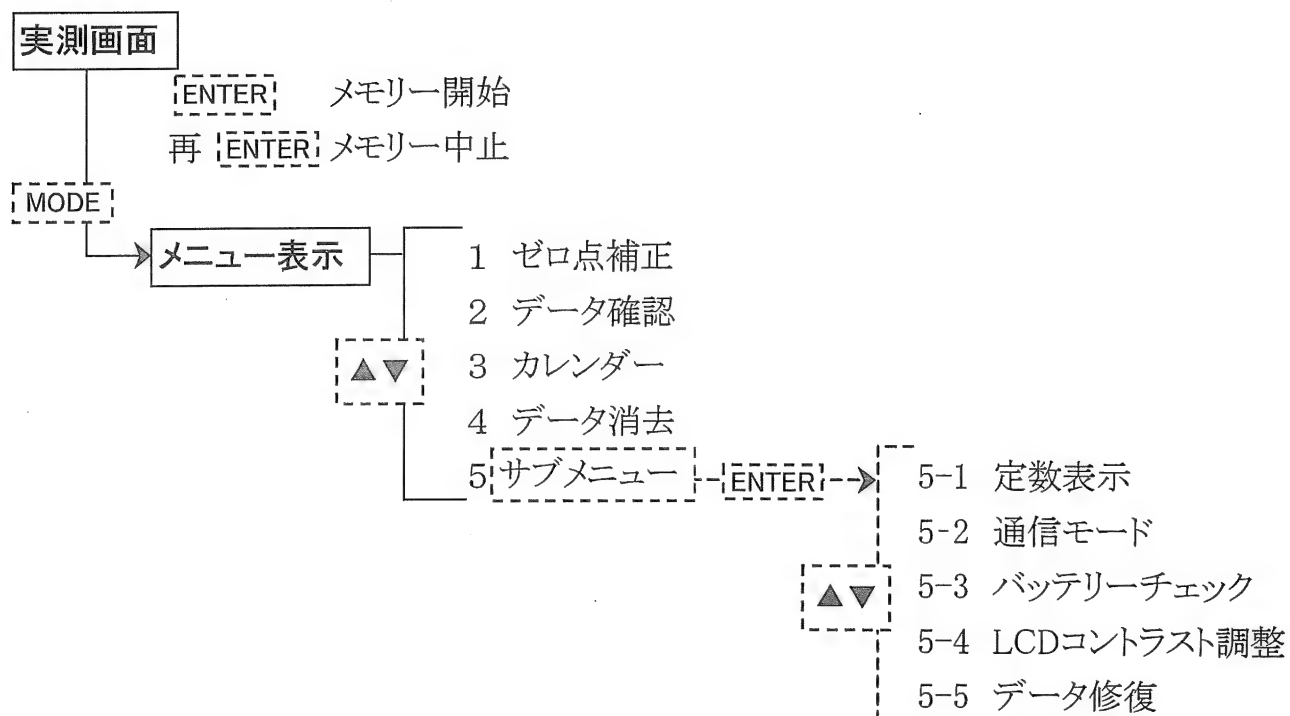 実測画面
ENTER メモリー開始
再 ENTER メモリー中止
MODE
メニュー表示
1 ゼロ点補正
2 データ確認
▲▼
3 カレンダー
4 データ消去
5 サブメニュー ENTER
5-1 定数表示
5-2 通信モード
▲▼
5-3 バッテリーチェック
5-4 LCDコントラスト調整
5-5 データ修復